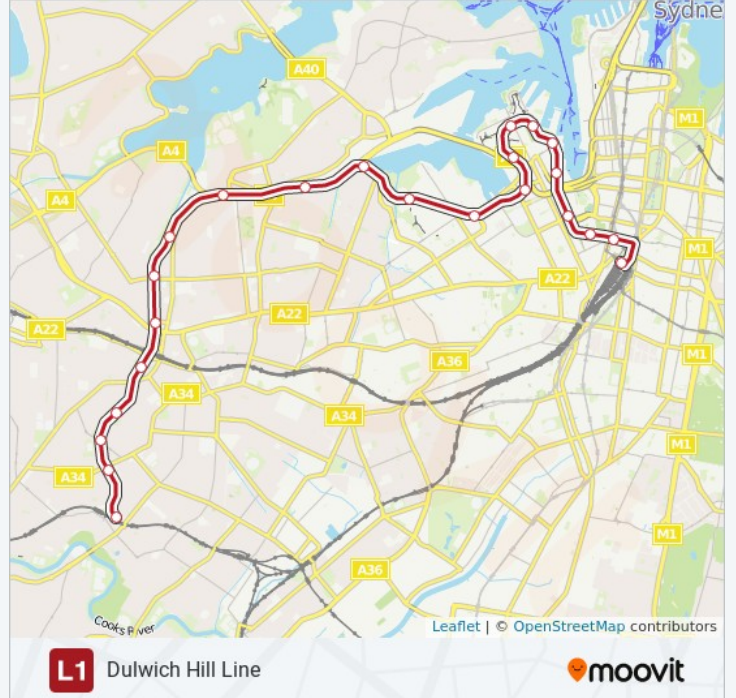 Sydne
A40
M1
A4
A4
M1
A22
A22
A22
A36
M1
A34
A34
M1
A34
M1
A36
Cooks River
Leaflet | © OpenStreetMap contributors
L1 Dulwich Hill Line
moovit